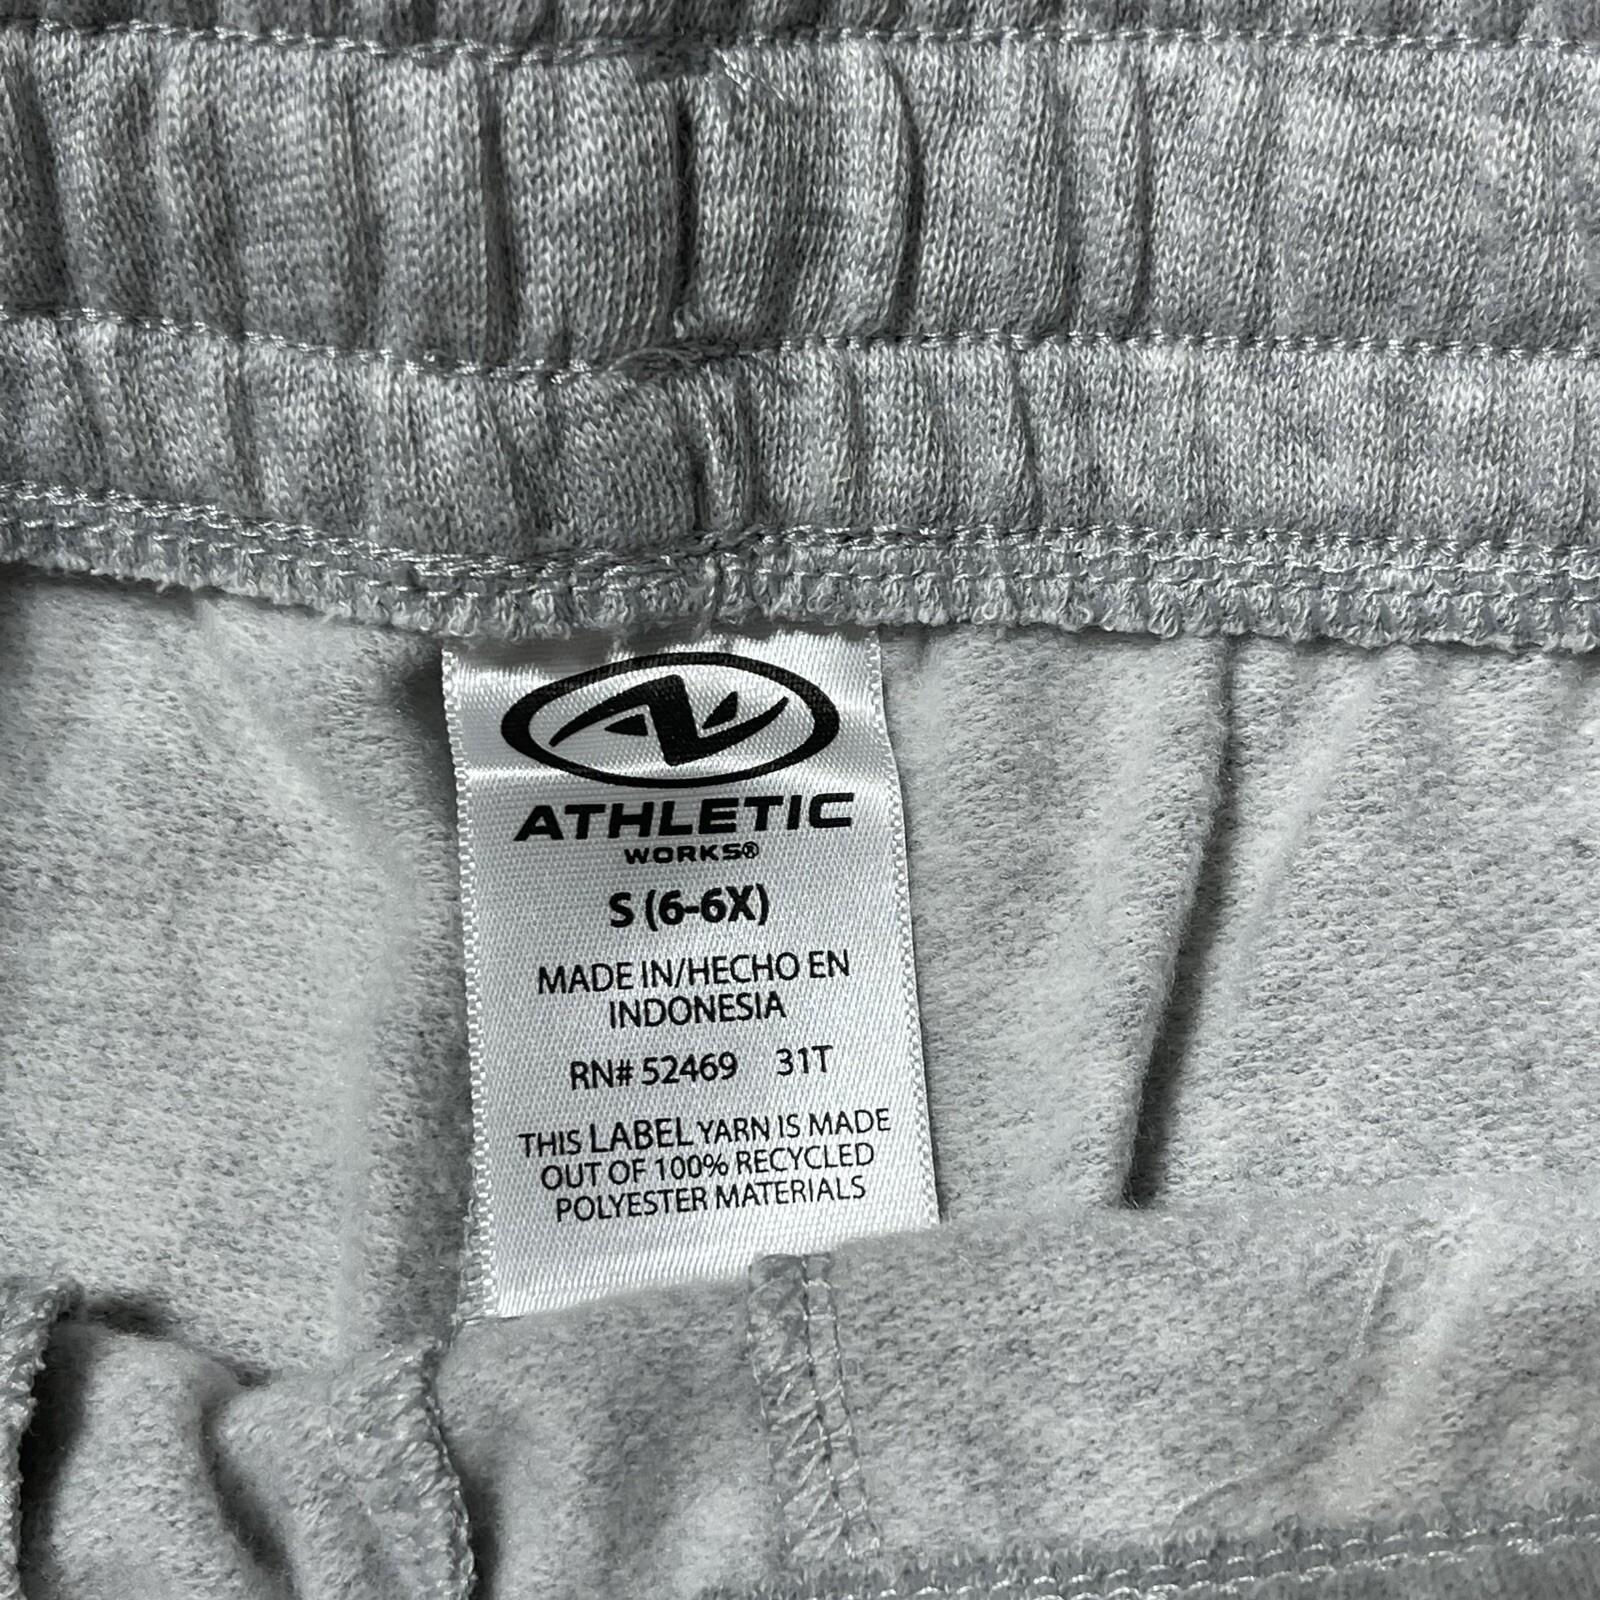 ATHLETIC
WORKS®
S (6-6X)
MADE IN/HECHO EN
INDONESIA
RN# 52469 31T
THIS LABEL YARN IS MADE
OUT OF 100% RECYCLED
POLYESTER MATERIALS